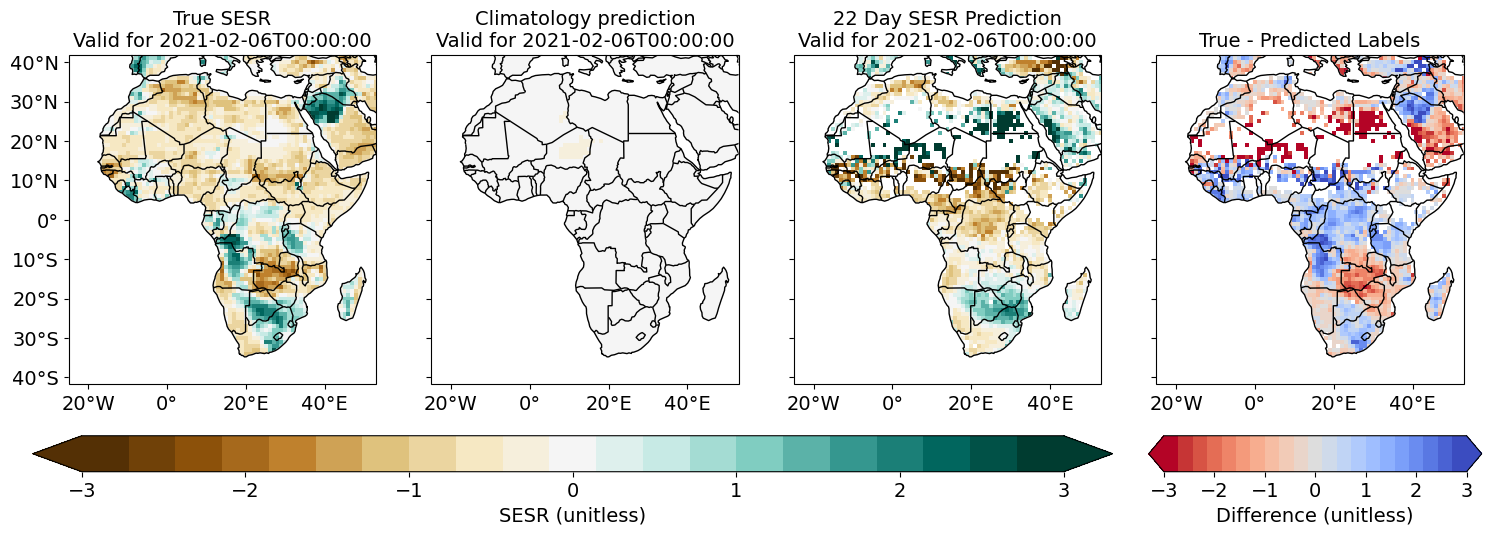 True SESR
Valid for 2021-02-06T00:00:00
Climatology prediction
Valid for 2021-02-06T00:00:00
22 Day SESR Prediction
Valid for 2021-02-06T00:00:00
True - Predicted Labels
40°N
30°N
20°N
10°N
0°
10°S
20°S
30°S
40°S
20°W 0° 20°E 40°E
20°W 0° 20°E 40°E
20°W 0° 20°E 40°E
20°W 0° 20°E 40°E
−3 −2 −1 0 1 2 3
SESR (unitless)
−3 −2 −1 0 1 2 3
Difference (unitless)